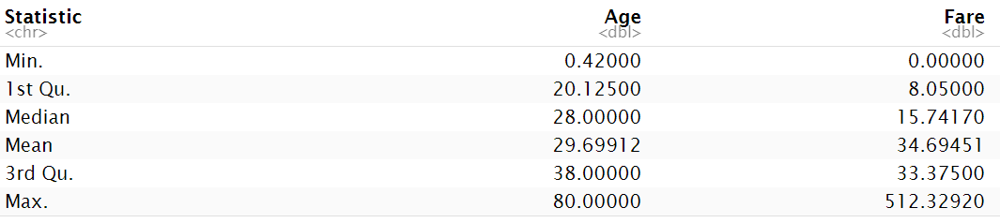 Statistic Age Fare
<chr> <dbl> <dbl>
Min. 0.42000 0.00000
1st Qu. 20.12500 8.05000
Median 28.00000 15.74170
Mean 29.69912 34.69451
3rd Qu. 38.00000 33.37500
Max. 80.00000 512.32920